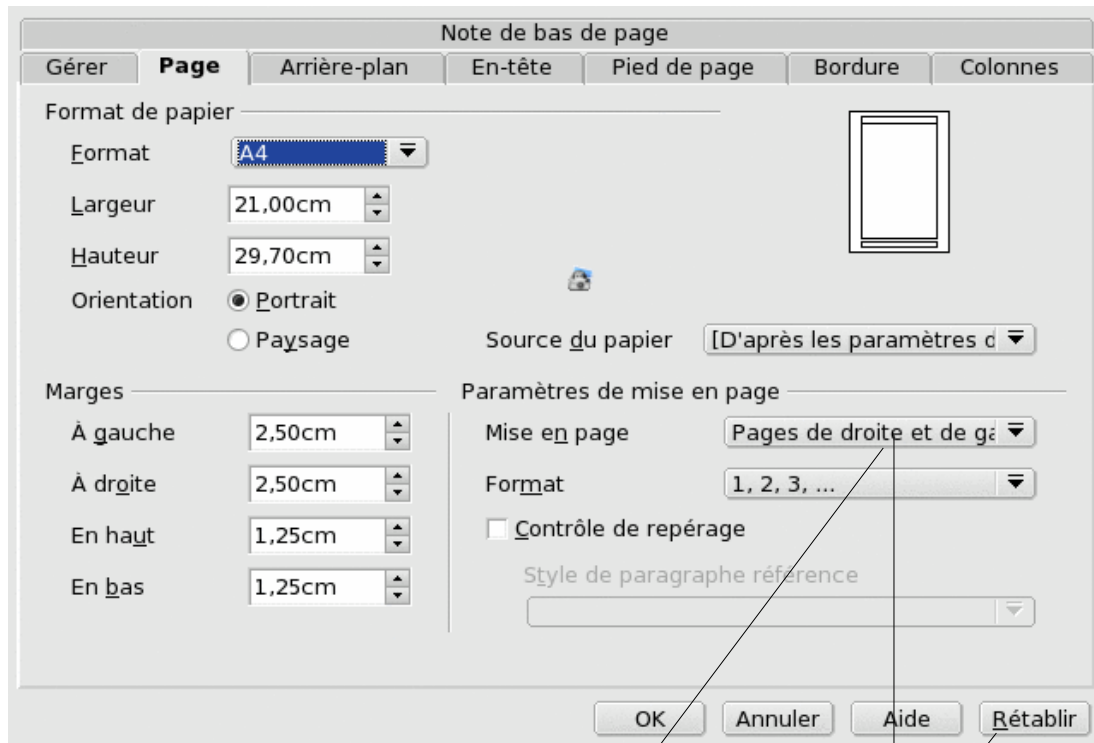 Note de bas de page
Gérer Page Arrière-plan En-tête Pied de page Bordure Colonnes
Format de papier
Format A4
Largeur 21,00cm
Hauteur 29,70cm
Orientation Portrait
Paysage
Source du papier [D'après les paramètres d
Marges
À gauche 2,50cm
À droite 2,50cm
En haut 1,25cm
En bas 1,25cm
Paramètres de mise en page
Mise en page Pages de droite et de ga
Format 1, 2, 3, ...
Contrôle de repérage
Style de paragraphe référence
OK Annuler Aide Rétablir